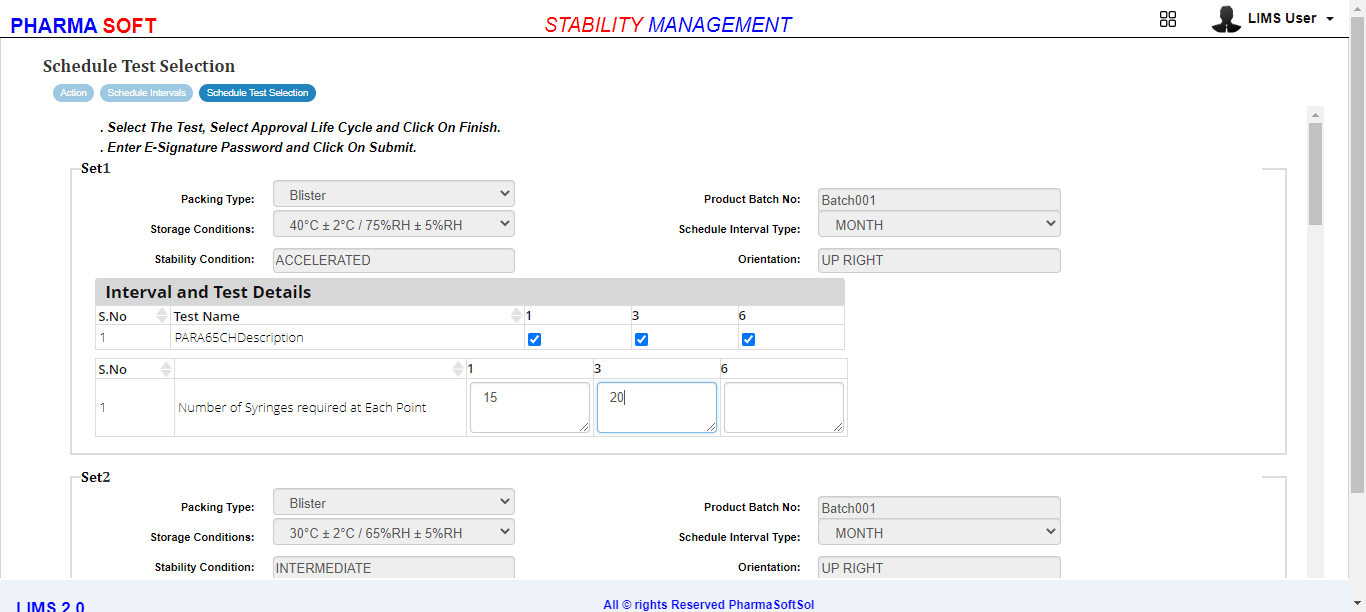 PHARMA SOFT
STABILITY MANAGEMENT
LIMS User
Schedule Test Selection
Action Schedule Intervals Schedule Test Selection
. Select The Test, Select Approval Life Cycle and Click On Finish.
. Enter E-Signature Password and Click On Submit.
Set1
Packing Type: Blister Product Batch No: Batch001
Storage Conditions: 40°C ± 2°C / 75%RH ± 5%RH Schedule Interval Type: MONTH
Stability Condition: ACCELERATED Orientation: UP RIGHT
Interval and Test Details
S.No Test Name 1 3 6
1 PARA65CHDescription
S.No 1 3 6
1 Number of Syringes required at Each Point 15 20
Set2
Packing Type: Blister Product Batch No: Batch001
Storage Conditions: 30°C ± 2°C / 65%RH ± 5%RH Schedule Interval Type: MONTH
Stability Condition: INTERMEDIATE Orientation: UP RIGHT
LIMS 2.0 All © rights Reserved PharmaSoftSol